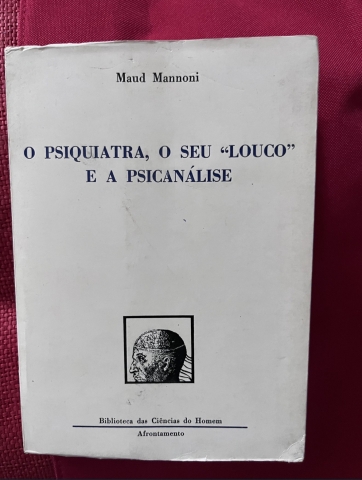 Maud Mannoni
O PSIQUIATRA, O SEU “LOUCO”
E A PSICANÁLISE
Biblioteca das Ciências do Homem
Afrontamento